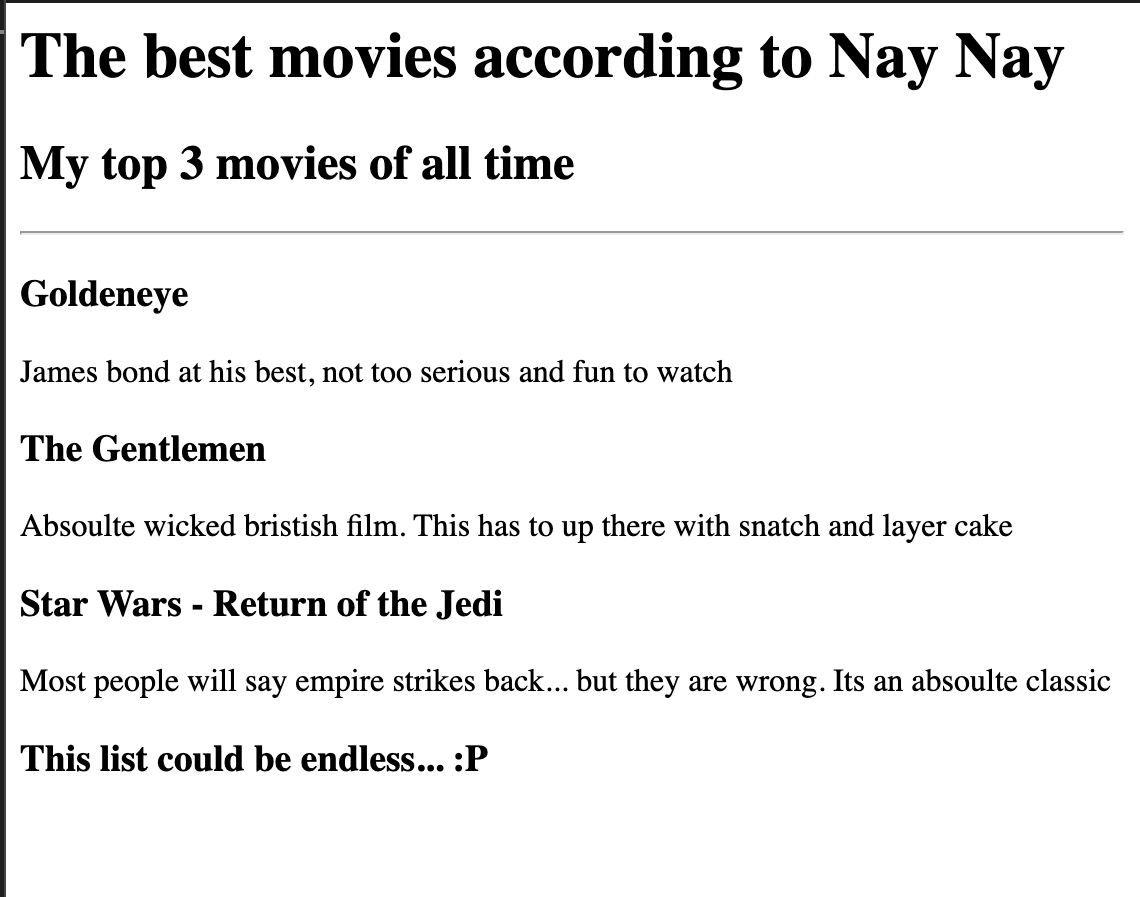 The best movies according to Nay Nay
My top 3 movies of all time
Goldeneye
James bond at his best, not too serious and fun to watch
The Gentlemen
Absoulte wicked bristish film. This has to up there with snatch and layer cake
Star Wars - Return of the Jedi
Most people will say empire strikes back... but they are wrong. Its an absoulte classic
This list could be endless... :P